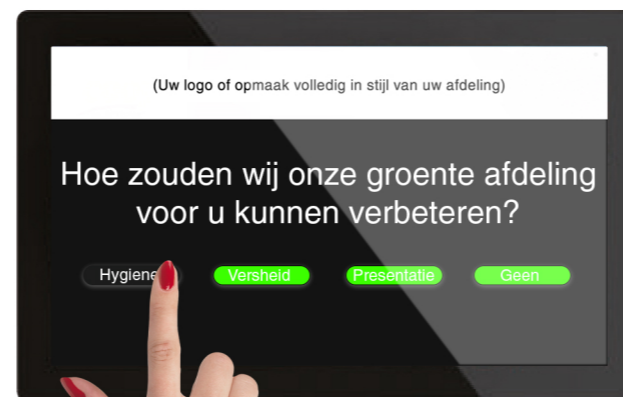 (Uw logo of opmaak volledig in stijl van uw afdeling)
Hoe zouden wij onze groente afdeling
voor u kunnen verbeteren?
Hygiene Versheid Presentatie Geen